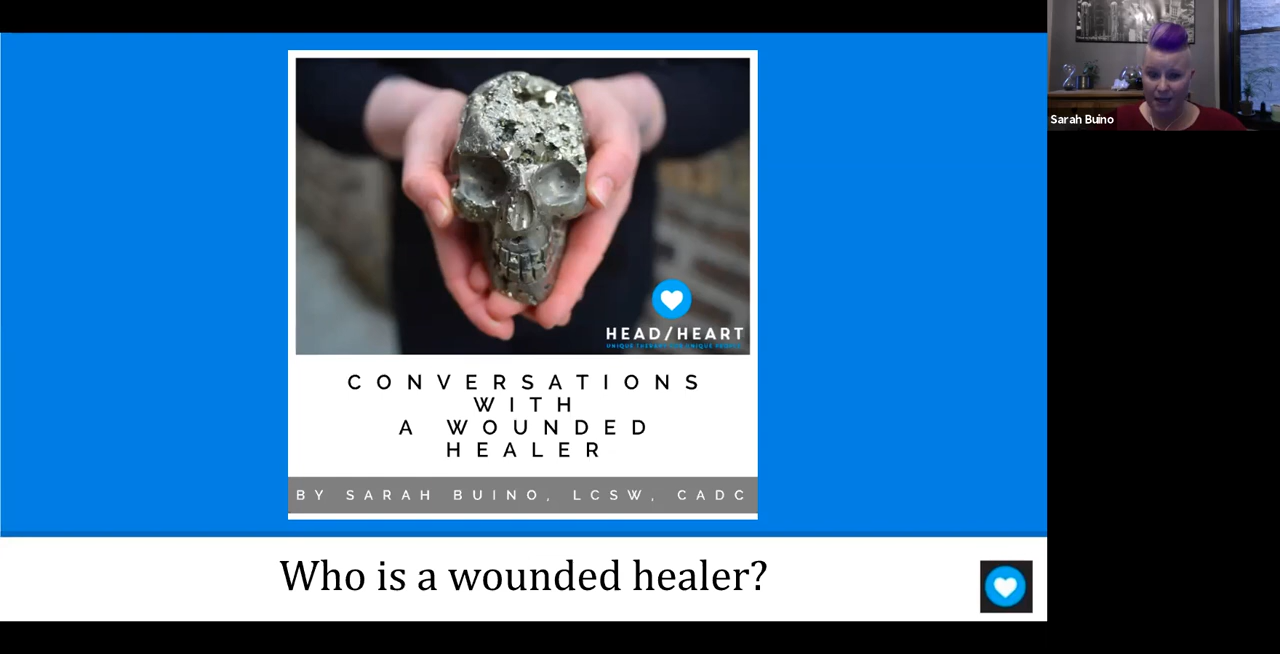 Sarah Buino
HEAD/HEART
CONVERSATIONS
WITH
A WOUNDED
HEALER
BY SARAH BUINO, LCSW, CADC
Who is a wounded healer?